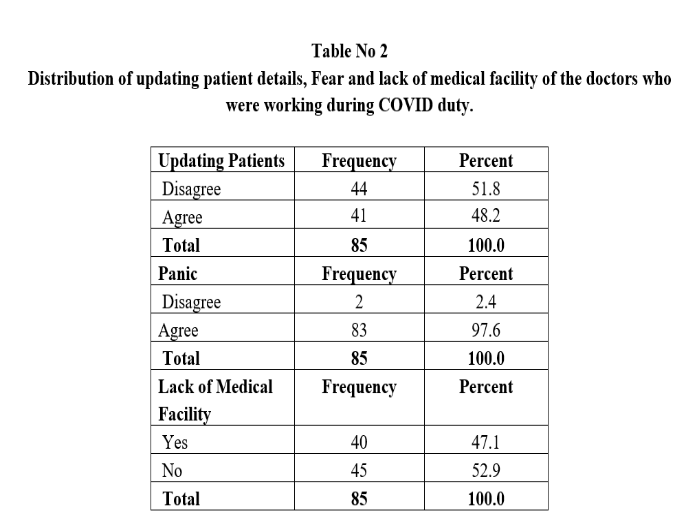 Table No 2
Distribution of updating patient details, Fear and lack of medical facility of the doctors who
were working during COVID duty.
Updating Patients Frequency Percent
Disagree 44 51.8
Agree 41 48.2
Total 85 100.0
Panic Frequency Percent
Disagree 2 2.4
Agree 83 97.6
Total 85 100.0
Lack of Medical Frequency Percent
Facility
Yes 40 47.1
No 45 52.9
Total 85 100.0